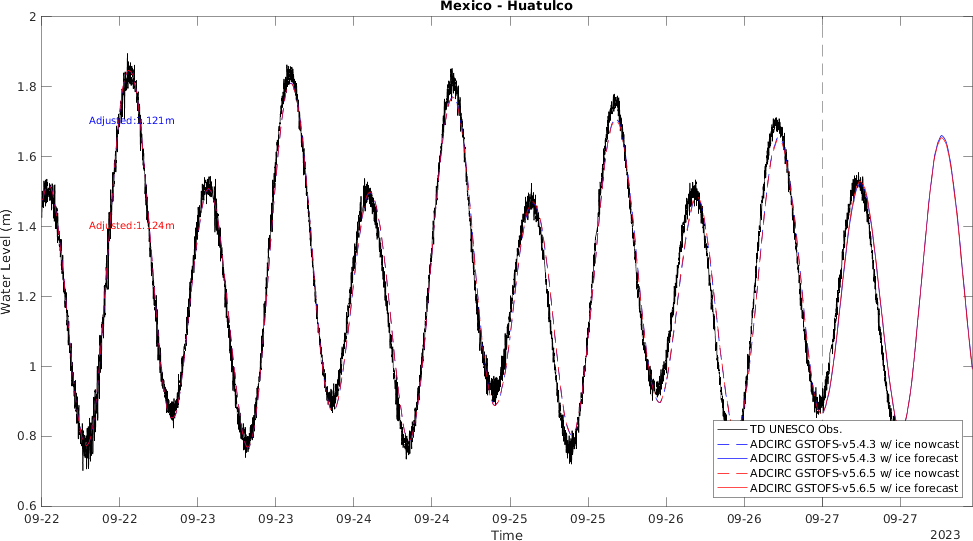 Mexico - Huatulco
2
1.8
1.6
1.4
1.2
1
0.8
0.6
Water Level (m)
Adjusted:1.121m
Adjusted:1.124m
TD UNESCO Obs.
ADCIRC GSTOFS-v5.4.3 w/ ice nowcast
ADCIRC GSTOFS-v5.4.3 w/ ice forecast
ADCIRC GSTOFS-v5.6.5 w/ ice nowcast
ADCIRC GSTOFS-v5.6.5 w/ ice forecast
09-22 09-22 09-23 09-23 09-24 09-24 09-25 09-25 09-26 09-26 09-27 09-27
Time
2023